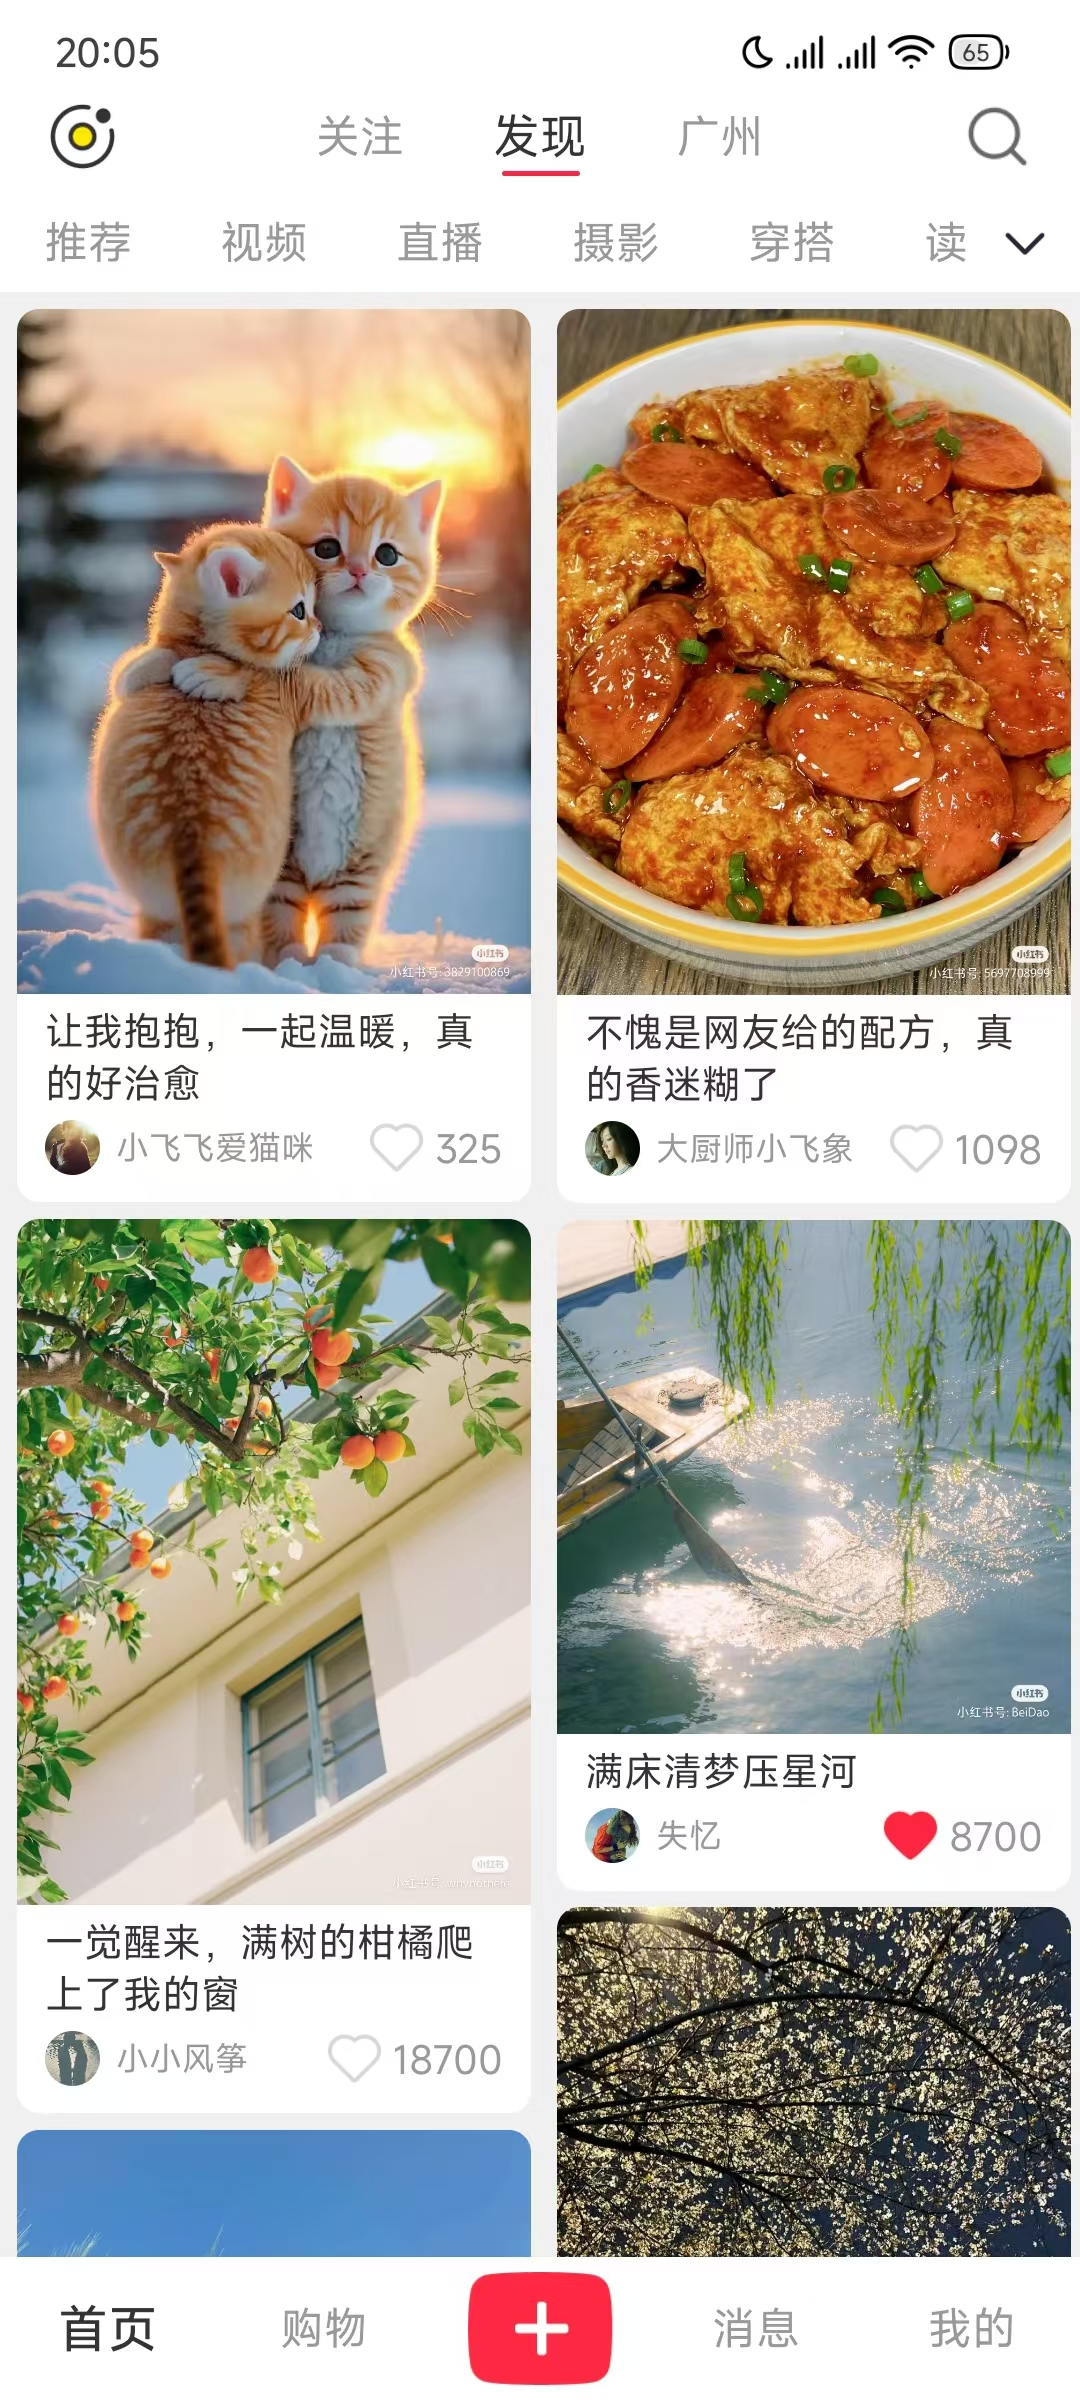 20:05
65
关注 发现 广州
推荐 视频 直播 摄影 穿搭 读
小红书
小红书号: 3829100869
让我抱抱，一起温暖，真
的好治愈
小飞飞爱猫咪 325
小红书
小红书号: 5697708999
不愧是网友给的配方，真
的香迷糊了
大厨师小飞象 1098
小红书
小红书号: whynothere
一觉醒来，满树的柑橘爬
上了我的窗
小小风筝 18700
小红书
小红书号: BeiDao
满床清梦压星河
失忆 8700
首页 购物 消息 我的